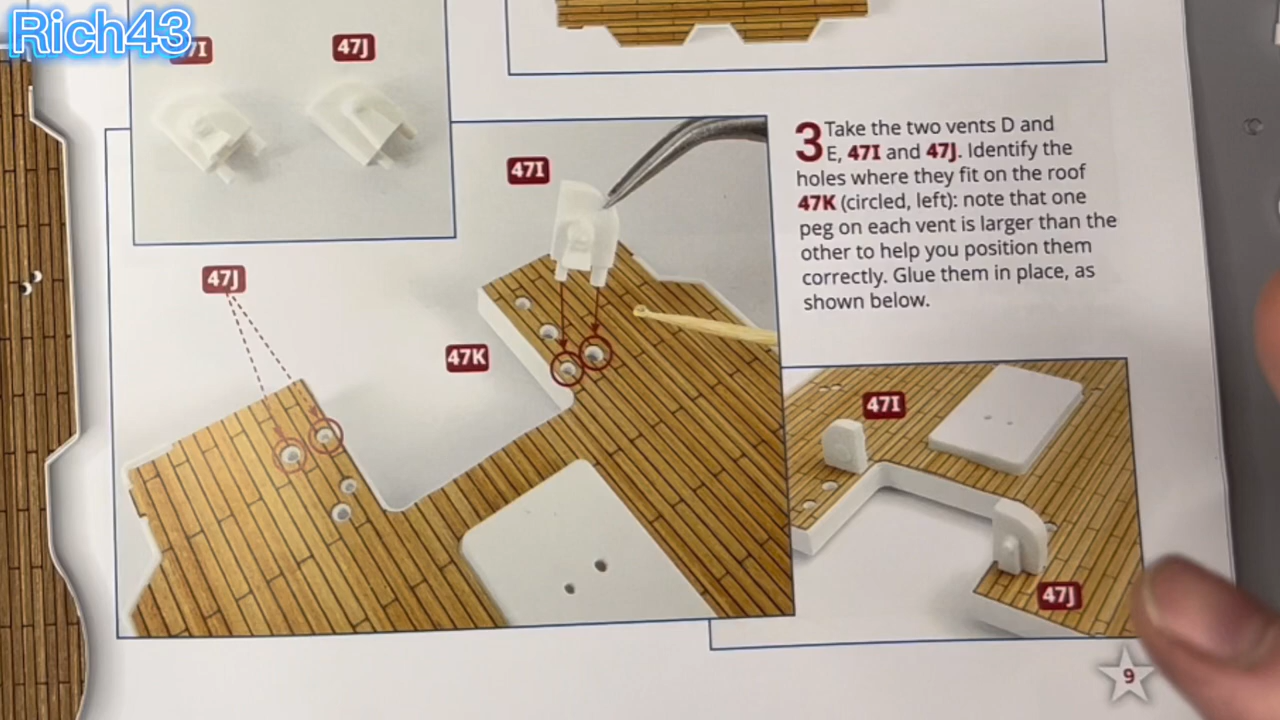 Rich43
47I
47J
3 Take the two vents D and
E, 47I and 47J. Identify the
holes where they fit on the roof
47K (circled, left): note that one
peg on each vent is larger than the
other to help you position them
correctly. Glue them in place, as
shown below.
47I
47J
47K
47I
47J
9